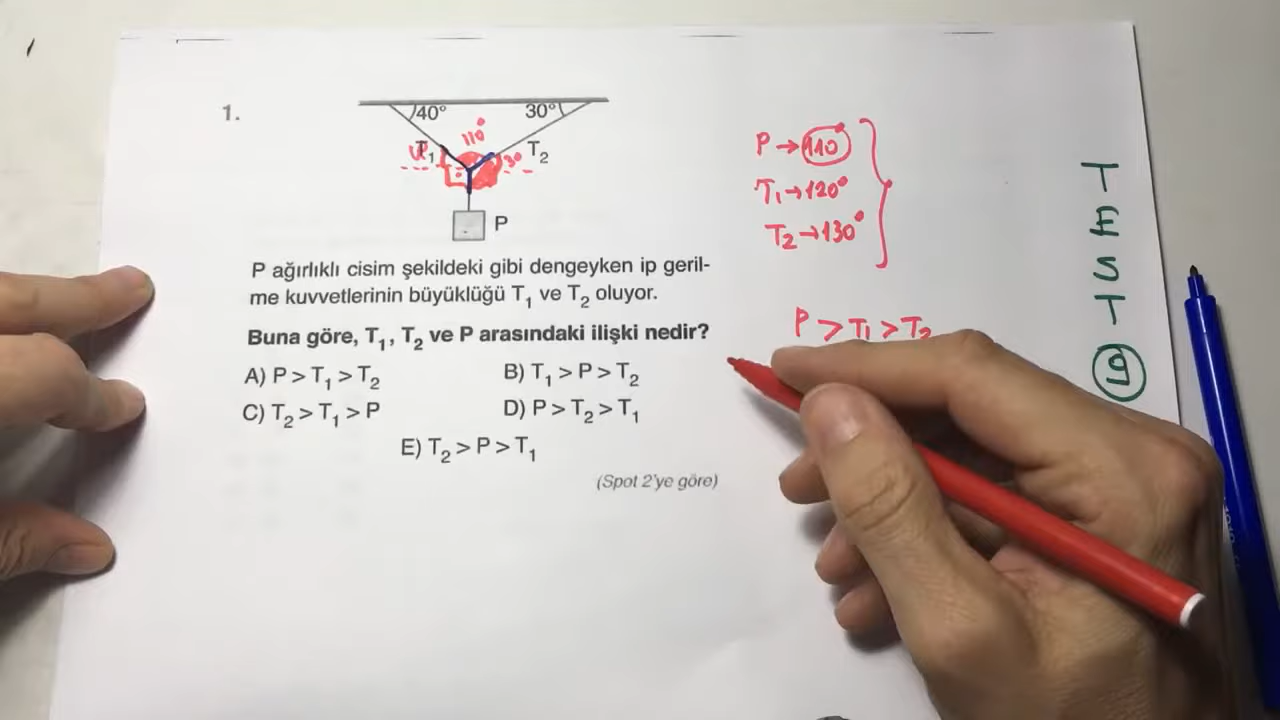 1.
40°
30°
110°
T₁
T₂
30
P
P ağırlıklı cisim şekildeki gibi dengeyken ip geril-
me kuvvetlerinin büyüklüğü T₁ ve T₂ oluyor.
Buna göre, T₁, T₂ ve P arasındaki ilişki nedir?
A) P > T₁ > T₂
B) T₁ > P > T₂
C) T₂ > T₁ > P
D) P > T₂ > T₁
E) T₂ > P > T₁
(Spot 2'ye göre)
P → 110°
T₁ → 120°
T₂ → 130°
P > T₁ > T₂
TEST 9